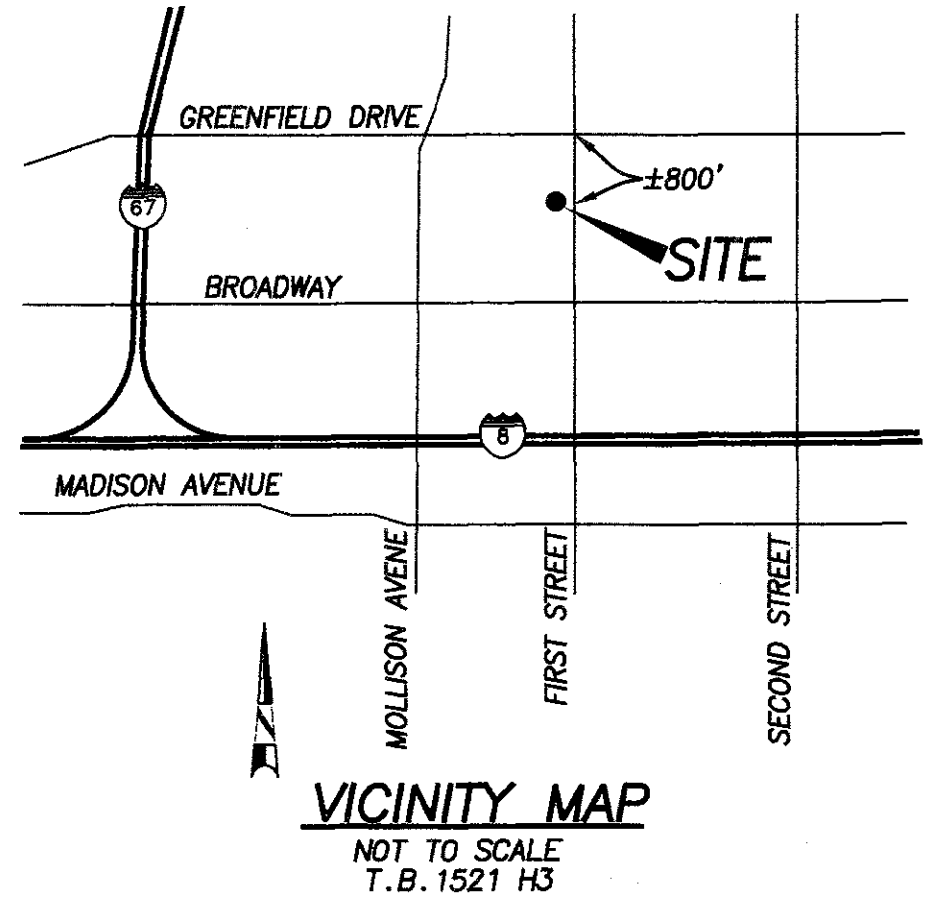 GREENFIELD DRIVE
±800'
67
SITE
BROADWAY
8
MADISON AVENUE
MOLLISON AVENE
FIRST STREET
SECOND STREET
VICINITY MAP
NOT TO SCALE
T.B. 1521 H3